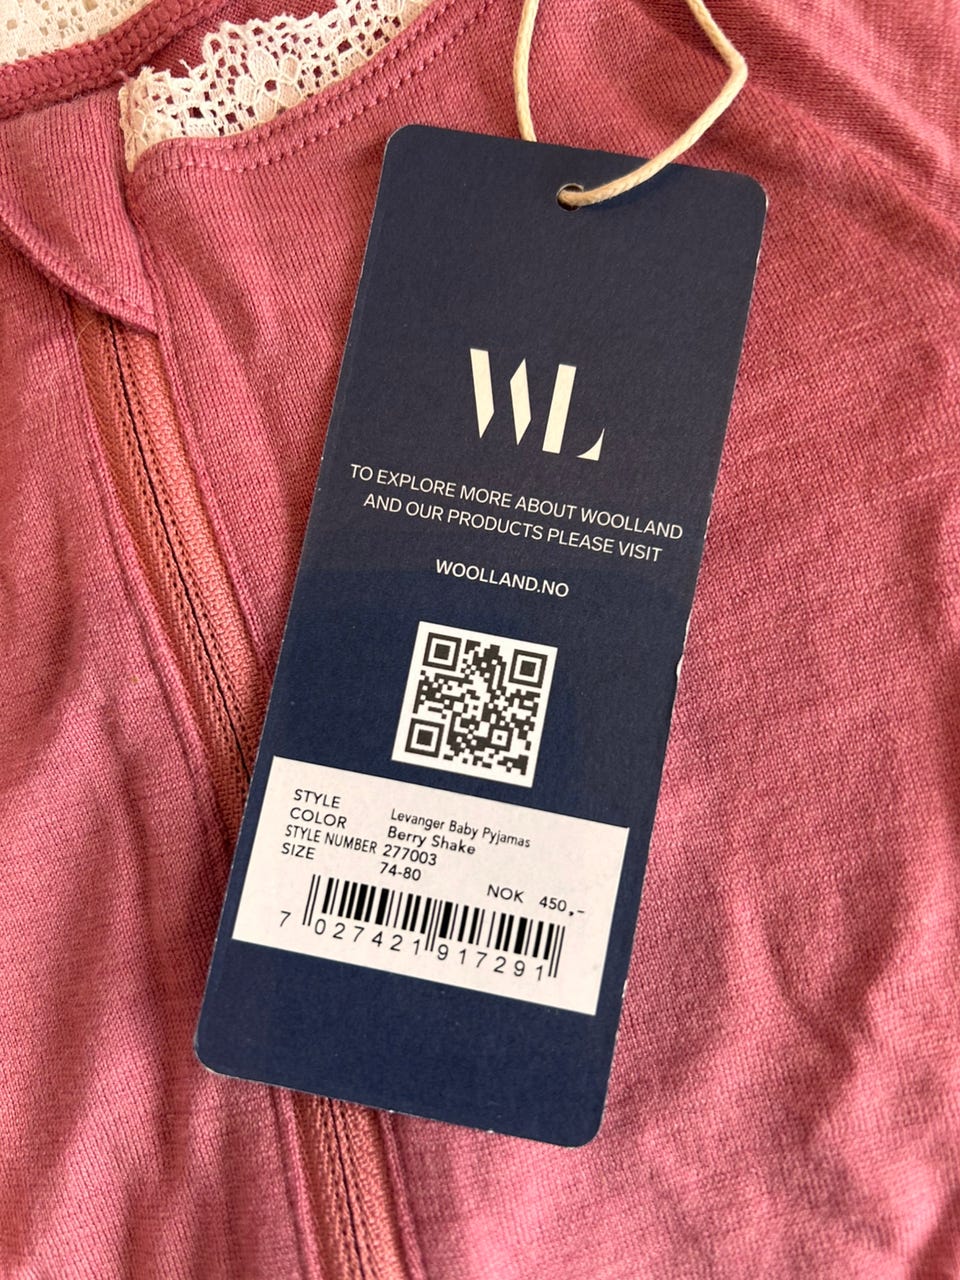 WL
TO EXPLORE MORE ABOUT WOOLLAND
AND OUR PRODUCTS PLEASE VISIT
WOOLLAND.NO
STYLE Levanger Baby Pyjamas
COLOR Berry Shake
STYLE NUMBER 277003
SIZE 74-80
NOK 450,-
7 027421 917291